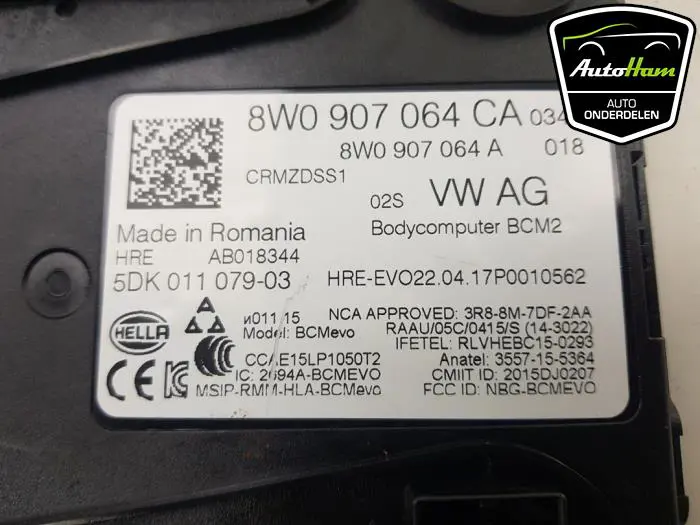 AutoHam
AUTO
ONDERDELEN
8W0 907 064 CA 034
8W0 907 064 A 018
CRMZDSS1
02S VW AG
Made in Romania Bodycomputer BCM2
HRE AB018344
5DK 011 079-03 HRE-EVO22.04.17P0010562
HELLA
и011 15 NCA APPROVED: 3R8-8M-7DF-2AA
Model: BCMevo RAAU/05C/0415/S (14-3022)
IFETEL: RLVHEBC15-0293
CCAE15LP1050T2 Anatel: 3557-15-5364
IC: 2694A-BCMEVO CMIIT ID: 2015DJ0207
CE MSIP-RMM-HLA-BCMevo FCC ID: NBG-BCMEVO